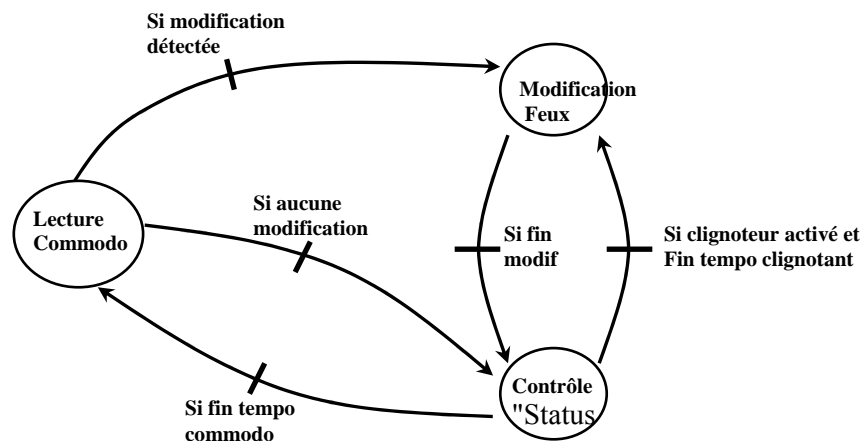 Si modification
détectée
Modification
Feux
Lecture
Commodo
Si aucune
modification
Si fin
modif
Si clignoteur activé et
Fin tempo clignotant
Contrôle
"Status
Si fin tempo
commodo